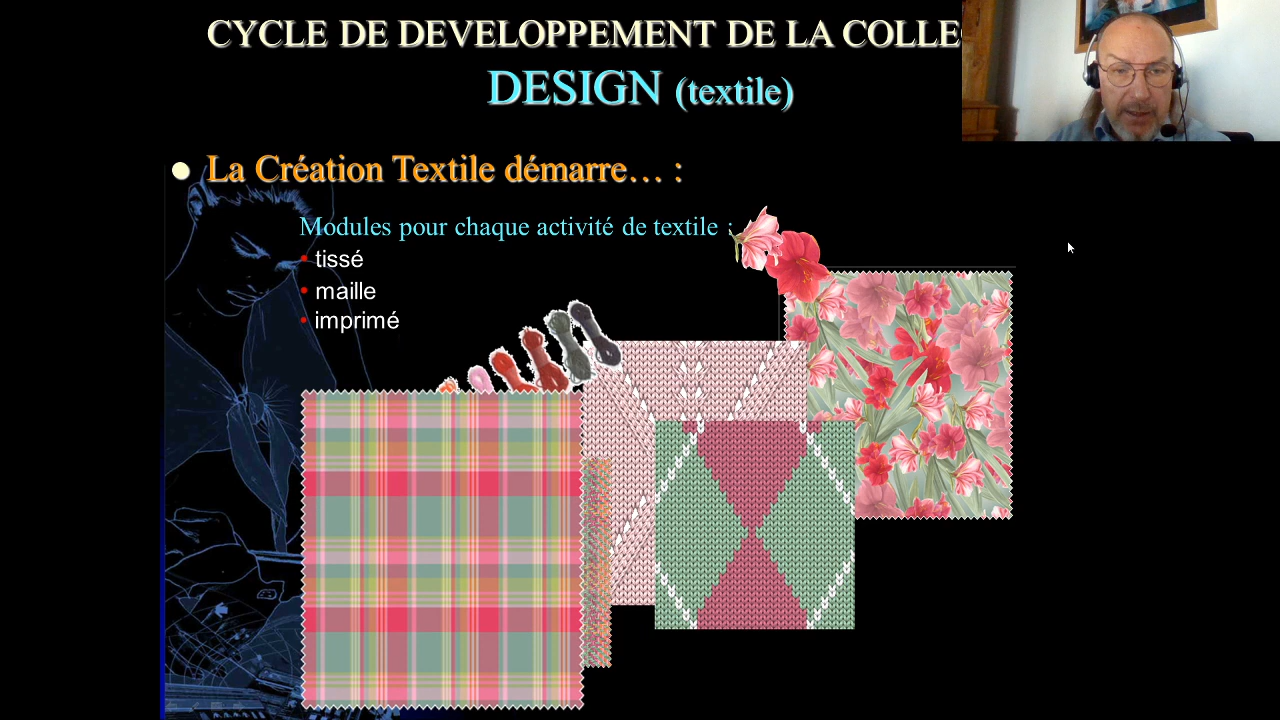 CYCLE DE DEVELOPPEMENT DE LA
DESIGN (textile)
La Création Textile démarre… :
Modules pour chaque activité de textile :
tissé
maille
imprimé